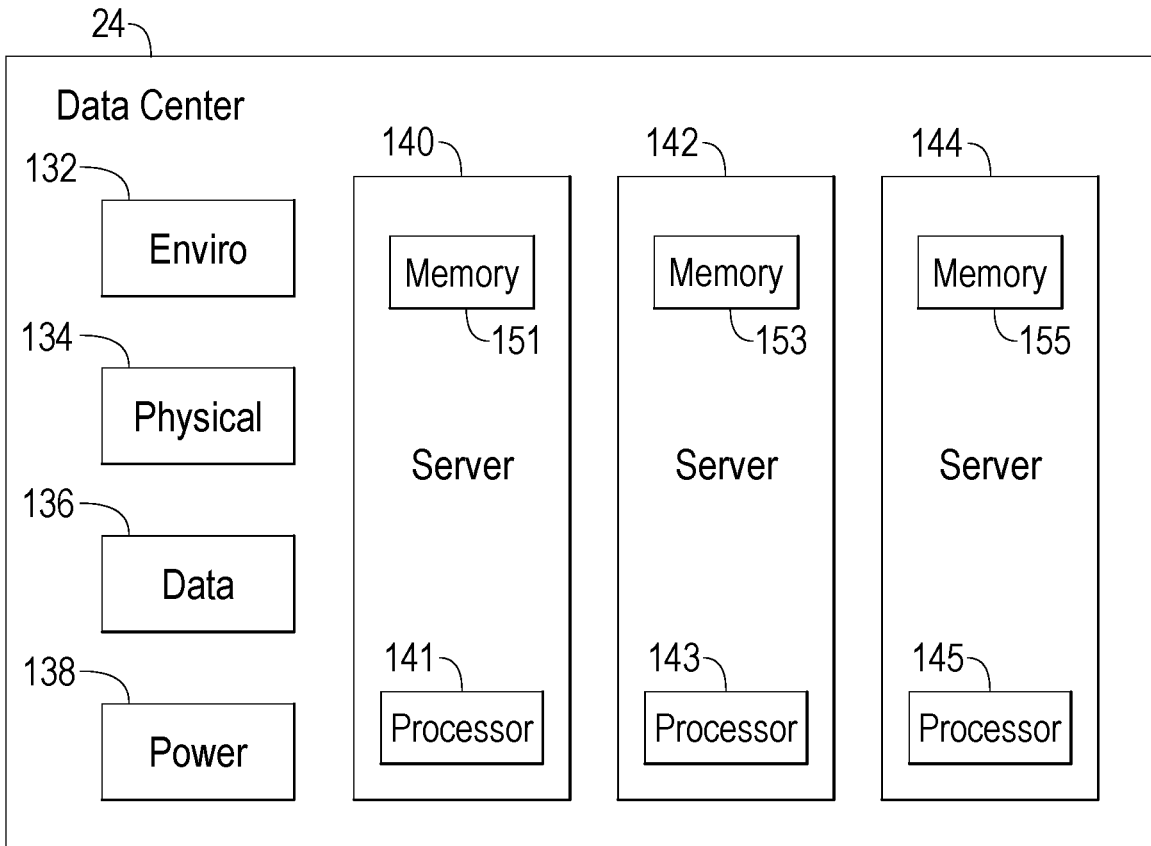 24
Data Center
132
Enviro
134
Physical
136
Data
138
Power
140
Memory
151
Server
141
Processor
142
Memory
153
Server
143
Processor
144
Memory
155
Server
145
Processor